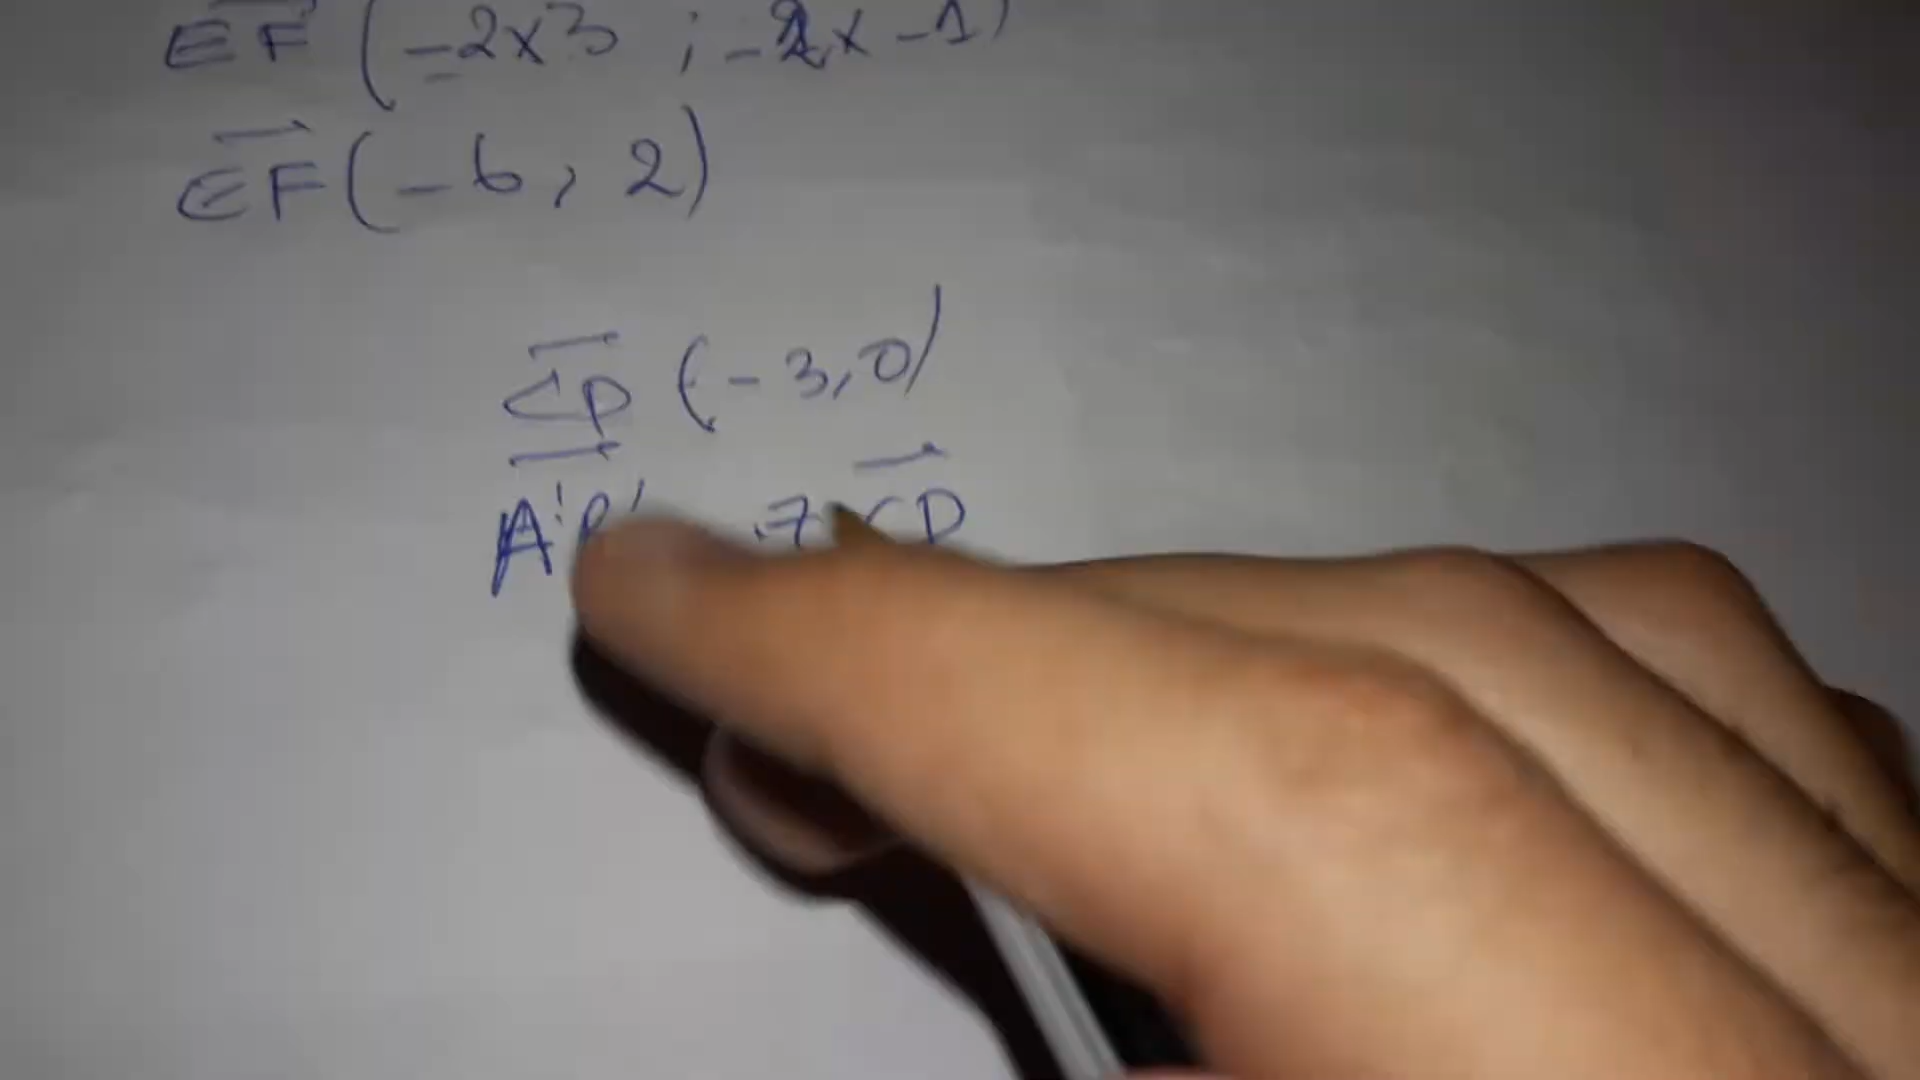 EF (-2x3 ; -2x-1)
EF(-6, 2)
CD (-3,0)
A'B' 7 CD